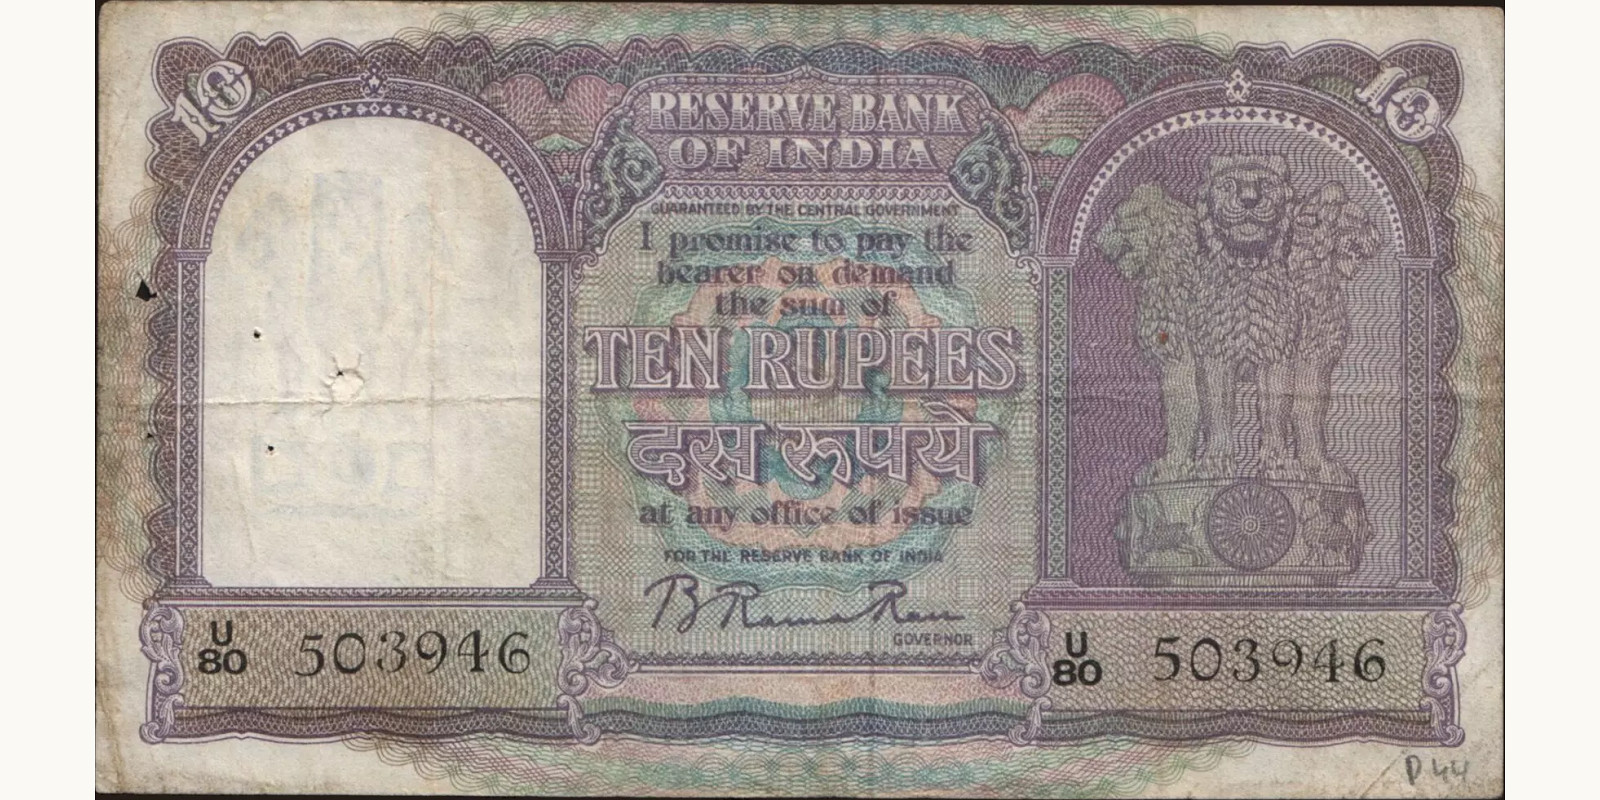 10
10
RESERVE BANK
OF INDIA
GUARANTEED BY THE CENTRAL GOVERNMENT
I promise to pay the
bearer on demand
the sum of
TEN RUPEES
दस रूपये
at any office of issue
FOR THE RESERVE BANK OF INDIA
B Rama Rau
GOVERNOR
U
80 503946
U
80 503946
P 44